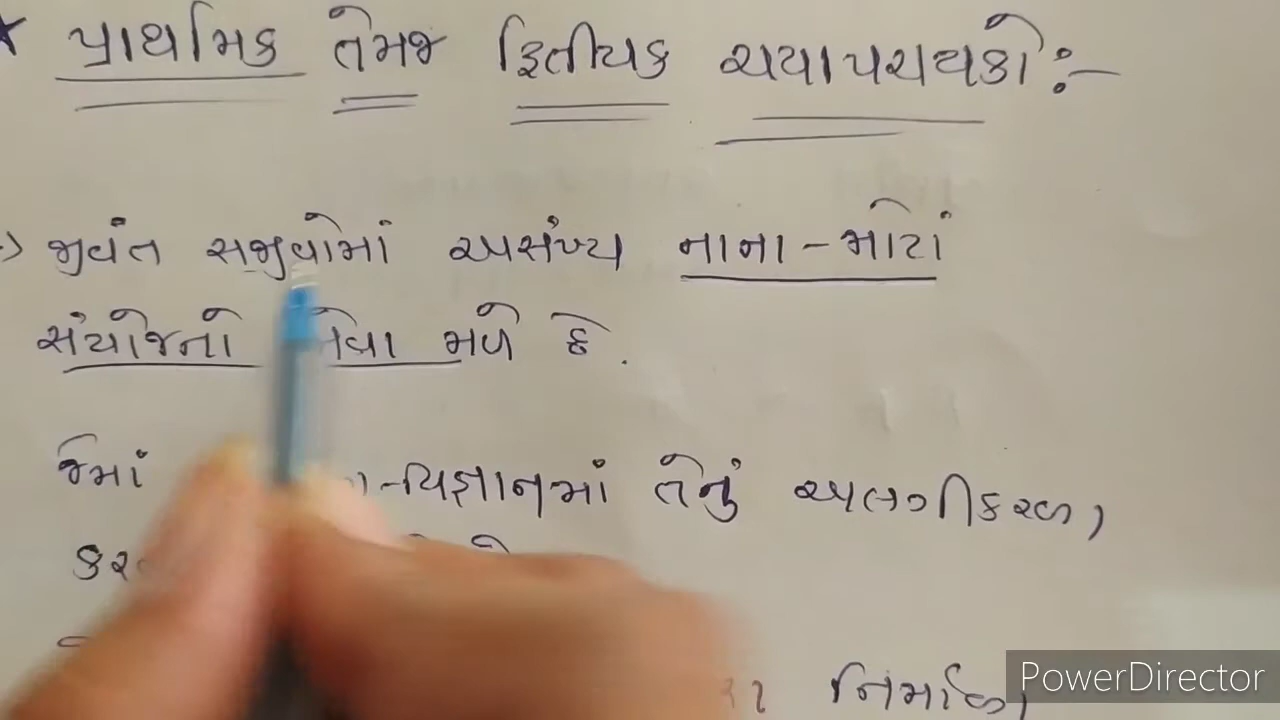 * પ્રાથમિક તેમજ દ્વિતીયક ચયાપચયકો :-
→ જીવંત સજીવોમાં અસંખ્ય નાના - મોટાં
સંયોજનો જોવા મળે છે.
જેમાં -વિજ્ઞાનમાં તેનું અલગીકરણ,
નિર્માણ
PowerDirector